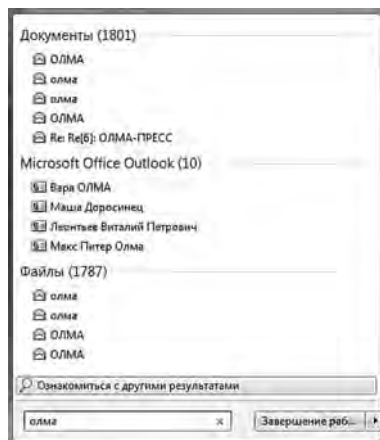 Документы (1801)
ОЛМА
олма
олма
ОЛМА
Re: Re[6]: ОЛМА-ПРЕСС
Microsoft Office Outlook (10)
Вара ОЛМА
Маша Доросинец
Леонтьев Виталий Петрович
Макс Питер Олма
Файлы (1787)
олма
олма
ОЛМА
ОЛМА
Ознакомиться с другими результатами
олма
Завершение раб...